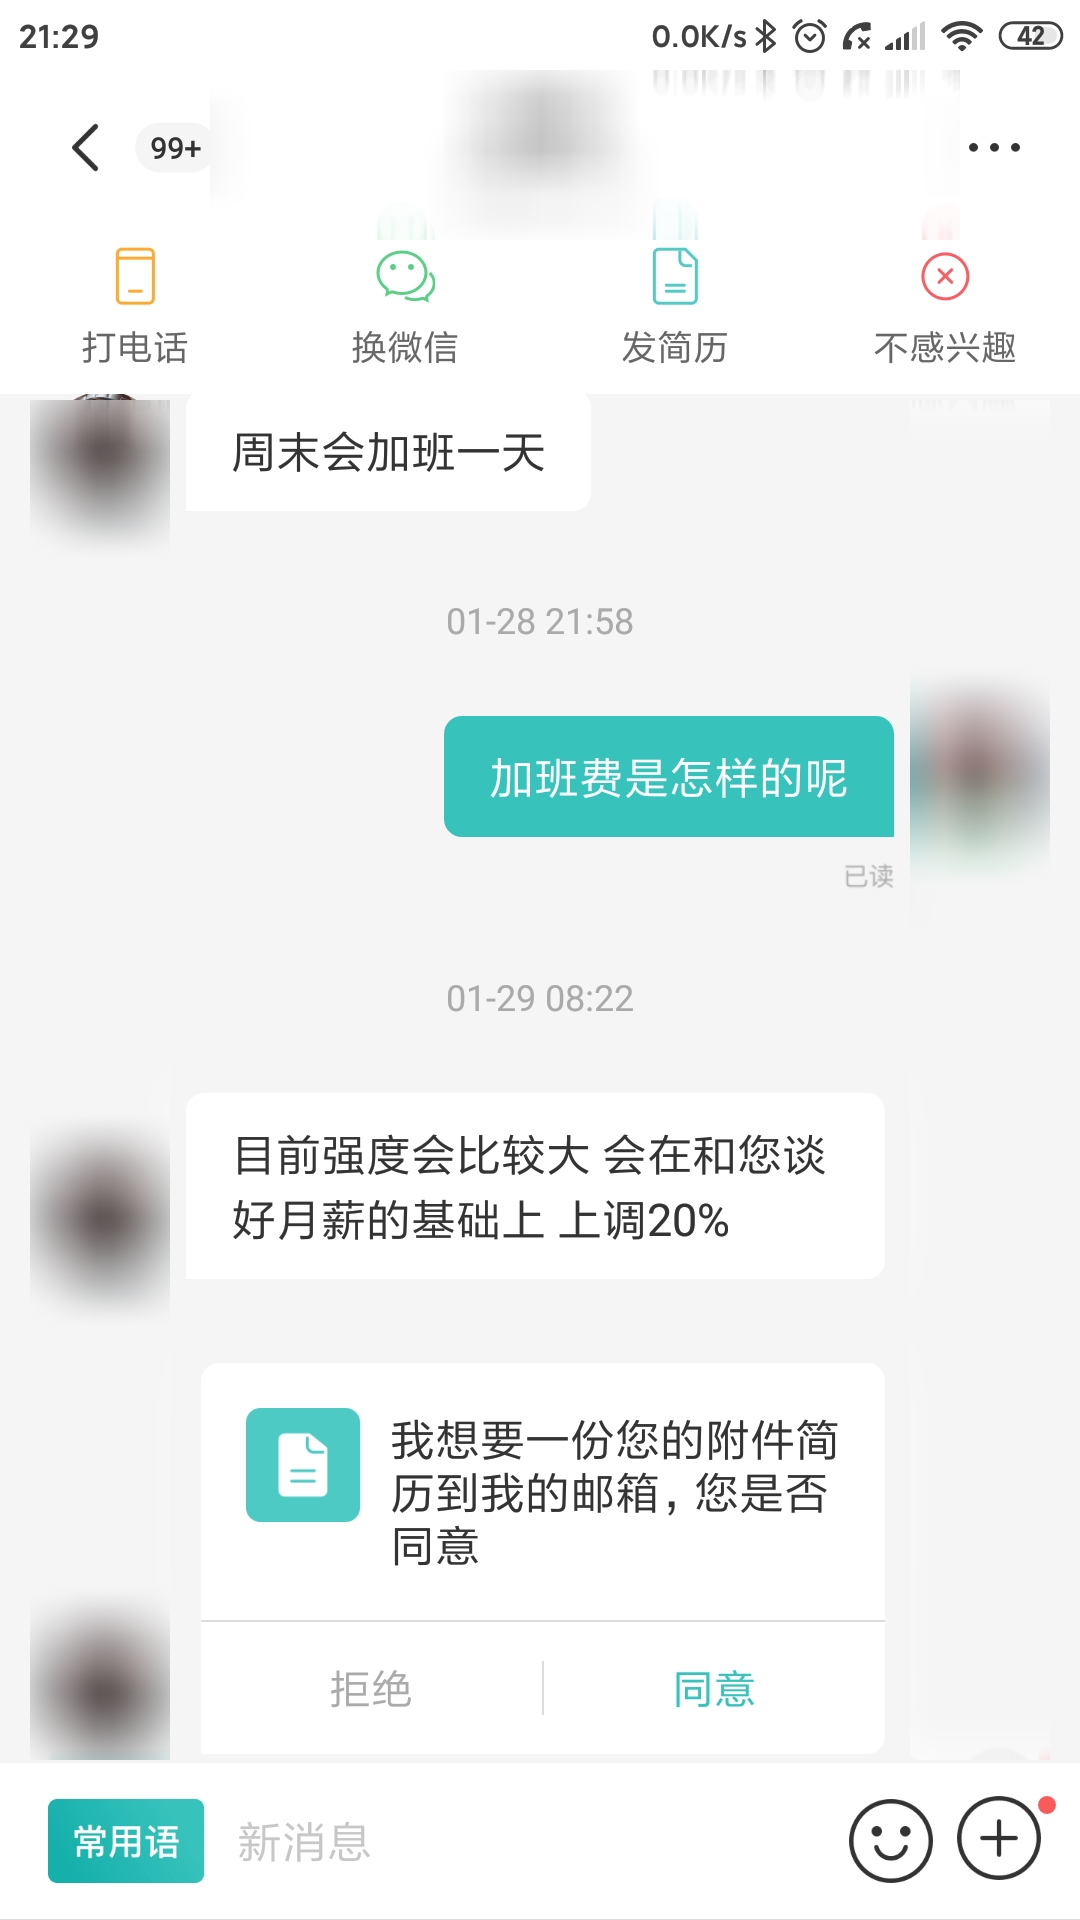 21:29
0.0K/s
42
99+
打电话
换微信
发简历
不感兴趣
周末会加班一天
01-28 21:58
加班费是怎样的呢
已读
01-29 08:22
目前强度会比较大 会在和您谈
好月薪的基础上 上调20%
我想要一份您的附件简
历到我的邮箱，您是否
同意
拒绝
同意
常用语
新消息